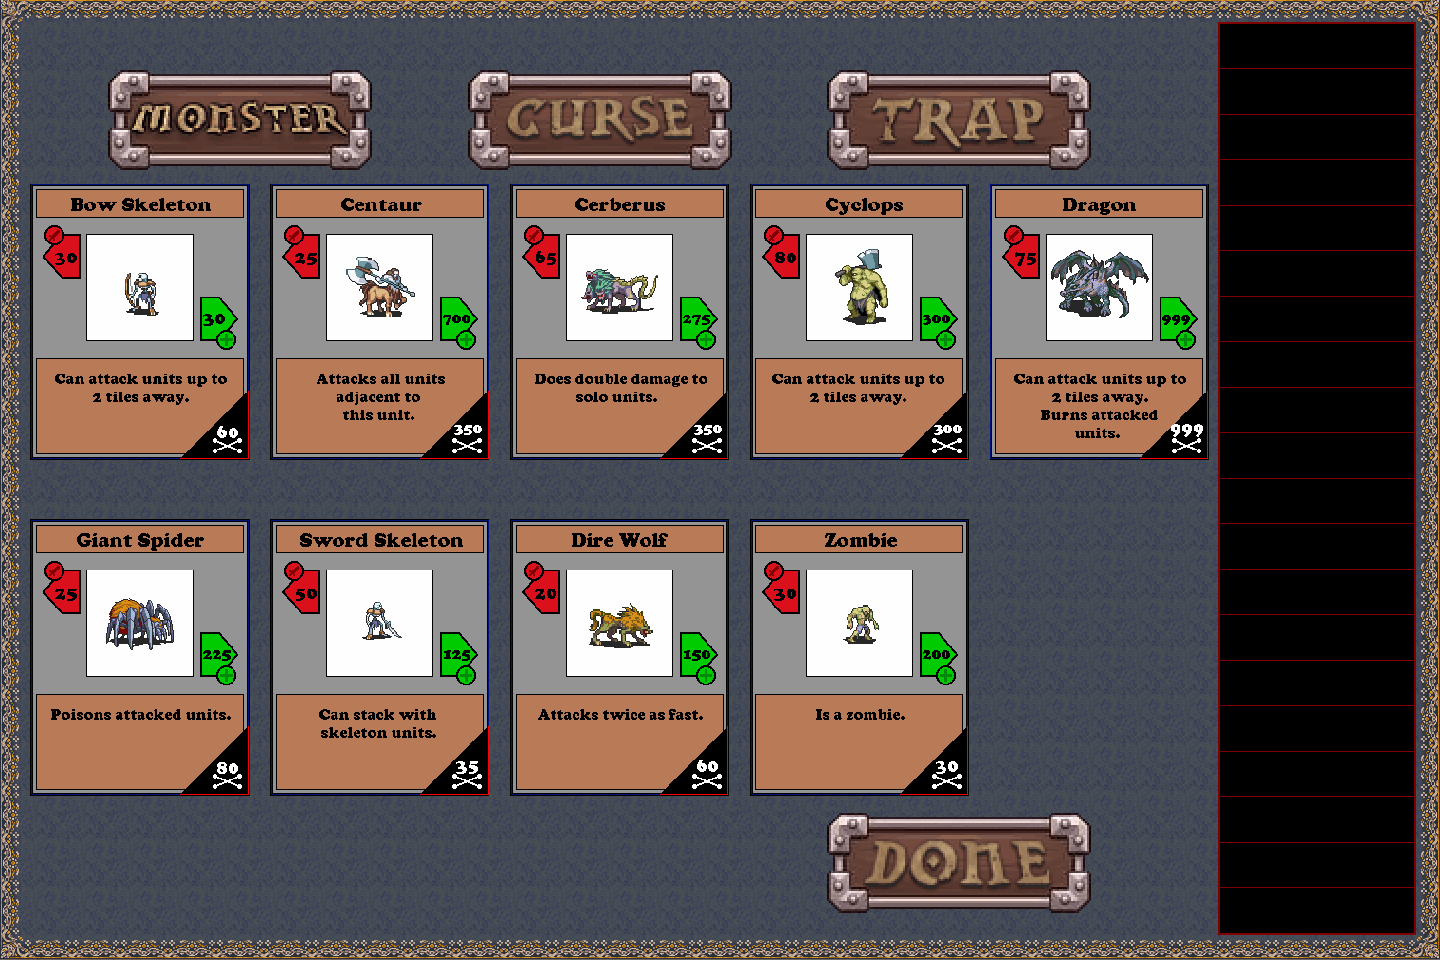 MONSTER
CURSE
TRAP
Bow Skeleton
30
30
Can attack units up to
2 tiles away.
60
Centaur
25
700
Attacks all units
adjacent to
this unit.
350
Cerberus
65
275
Does double damage to
solo units.
350
Cyclops
80
300
Can attack units up to
2 tiles away.
300
Dragon
75
999
Can attack units up to
2 tiles away.
Burns attacked
units.
999
Giant Spider
25
225
Poisons attacked units.
80
Sword Skeleton
50
125
Can stack with
skeleton units.
35
Dire Wolf
20
150
Attacks twice as fast.
60
Zombie
30
200
Is a zombie.
30
DONE